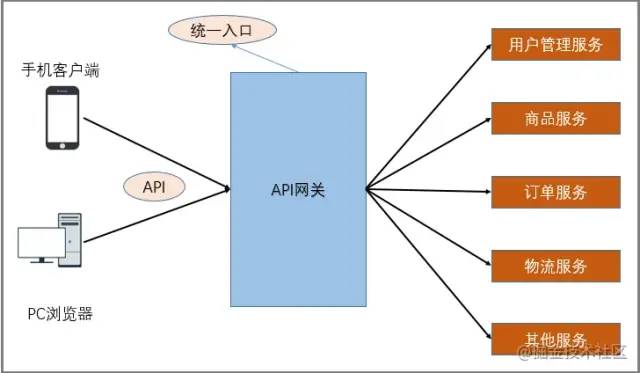 统一入口
手机客户端
API
PC浏览器
API网关
用户管理服务
商品服务
订单服务
物流服务
其他服务
@掘金技术社区